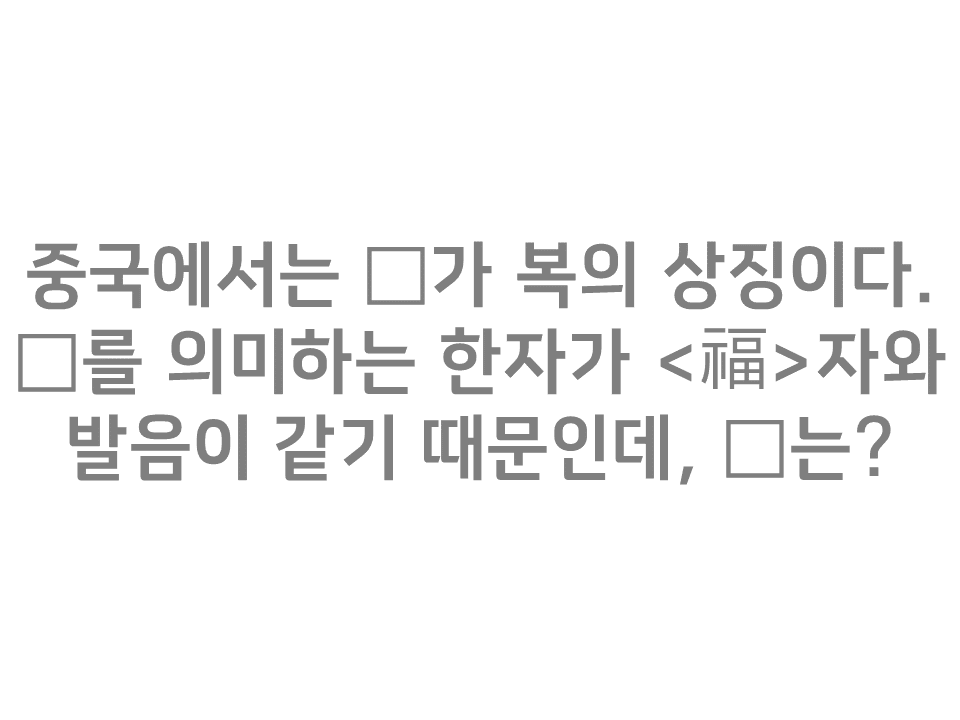 중국에서는 □가 복의 상징이다.
□를 의미하는 한자가 <福>자와
발음이 같기 때문인데, □는?